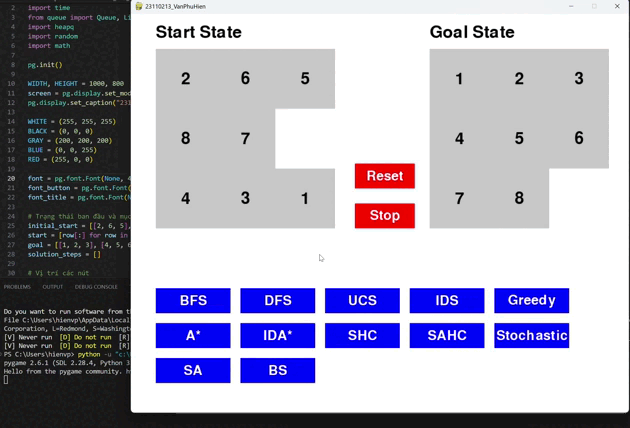 2 import time
3 from queue import Queue, Li
4 import heapq
5 import random
6 import math
7
8 pg.init()
9
10 WIDTH, HEIGHT = 1000, 800
11 screen = pg.display.set_mod
12 pg.display.set_caption("231
13
14 WHITE = (255, 255, 255)
15 BLACK = (0, 0, 0)
16 GRAY = (200, 200, 200)
17 BLUE = (0, 0, 255)
18 RED = (255, 0, 0)
19
20 font = pg.font.Font(None, 4
21 font_button = pg.font.Font(
22 font_title = pg.font.Font(N
23
24 # Trạng thái ban đầu và mục
25 initial_start = [[2, 6, 5],
26 start = [row[:] for row in
27 goal = [[1, 2, 3], [4, 5, 6
28 solution_steps = []
29
30 # Vị trí các nút
PROBLEMS OUTPUT DEBUG CONSOLE
Do you want to run software from t
File C:\Users\hienvp\AppData\Local
Corporation, L=Redmond, S=Washingt
[V] Never run [D] Do not run [R]
[V] Never run [D] Do not run [R]
PS C:\Users\hienvp> python -u "c:\
pygame 2.6.1 (SDL 2.28.4, Python 3
Hello from the pygame community. h
23110213_VanPhuHien
Start State
2 6 5
8 7
4 3 1
Reset
Stop
Goal State
1 2 3
4 5 6
7 8
BFS DFS UCS IDS Greedy
A* IDA* SHC SAHC Stochastic
SA BS